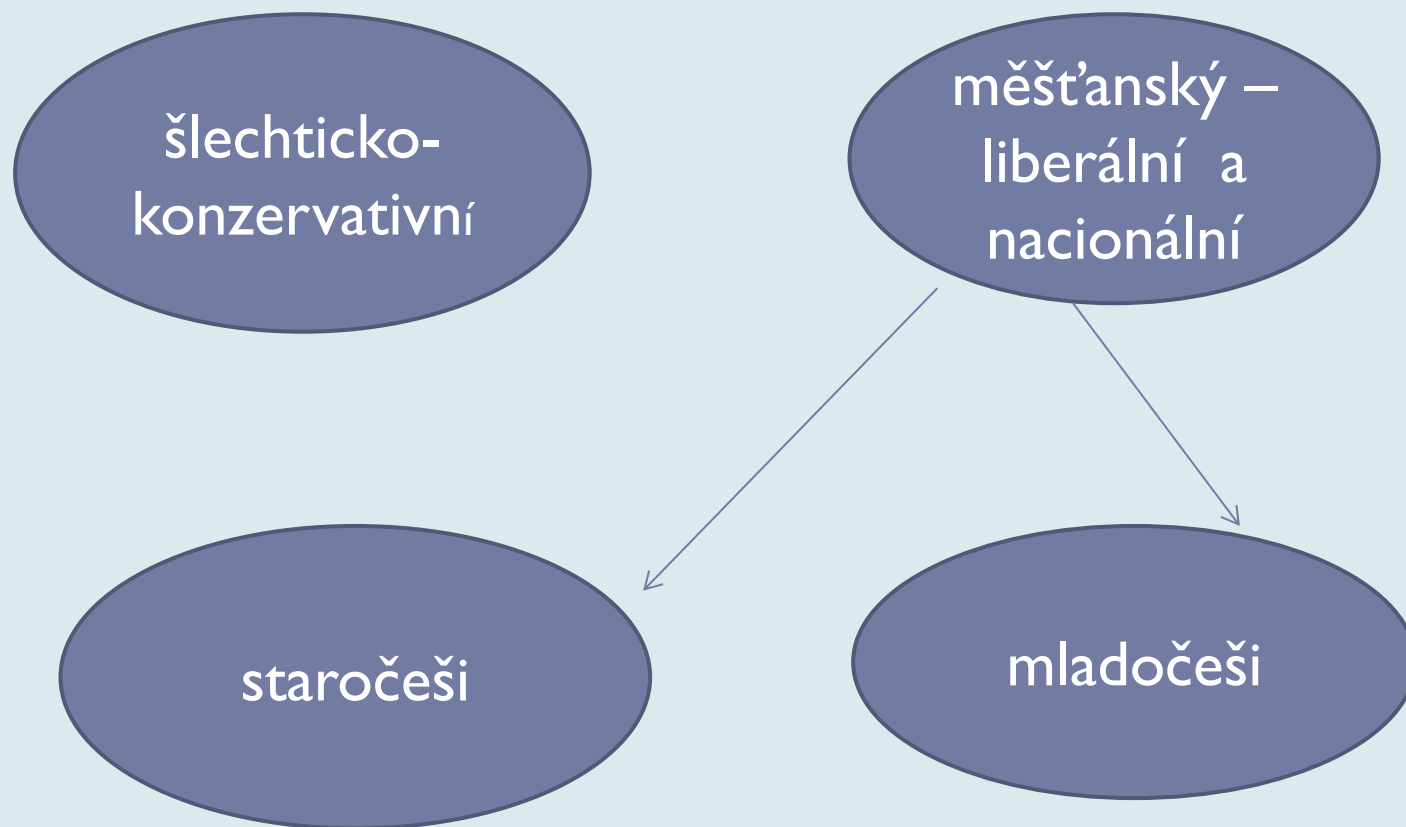 šlechticko-
konzervativní
měšťanský –
liberální a
nacionální
staročeši
mladočeši